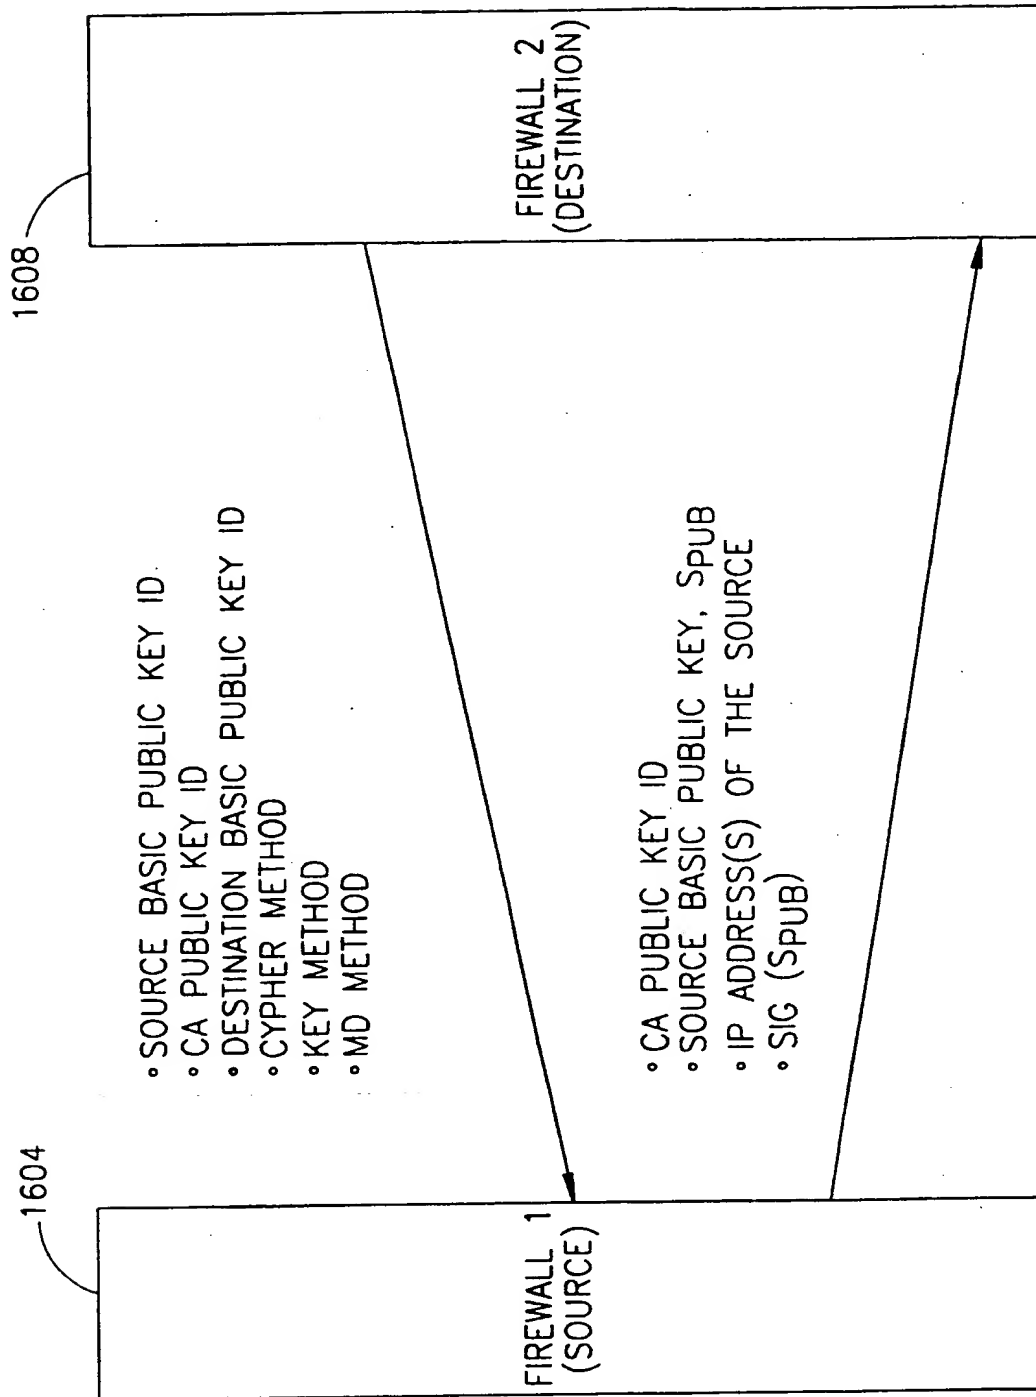 1604
FIREWALL 1
(SOURCE)
• SOURCE BASIC PUBLIC KEY ID
• CA PUBLIC KEY ID
• DESTINATION BASIC PUBLIC KEY ID
• CYPHER METHOD
• KEY METHOD
• MD METHOD
• CA PUBLIC KEY ID
• SOURCE BASIC PUBLIC KEY, SPUB
• IP ADDRESS(S) OF THE SOURCE
• SIG (SPUB)
1608
FIREWALL 2
(DESTINATION)